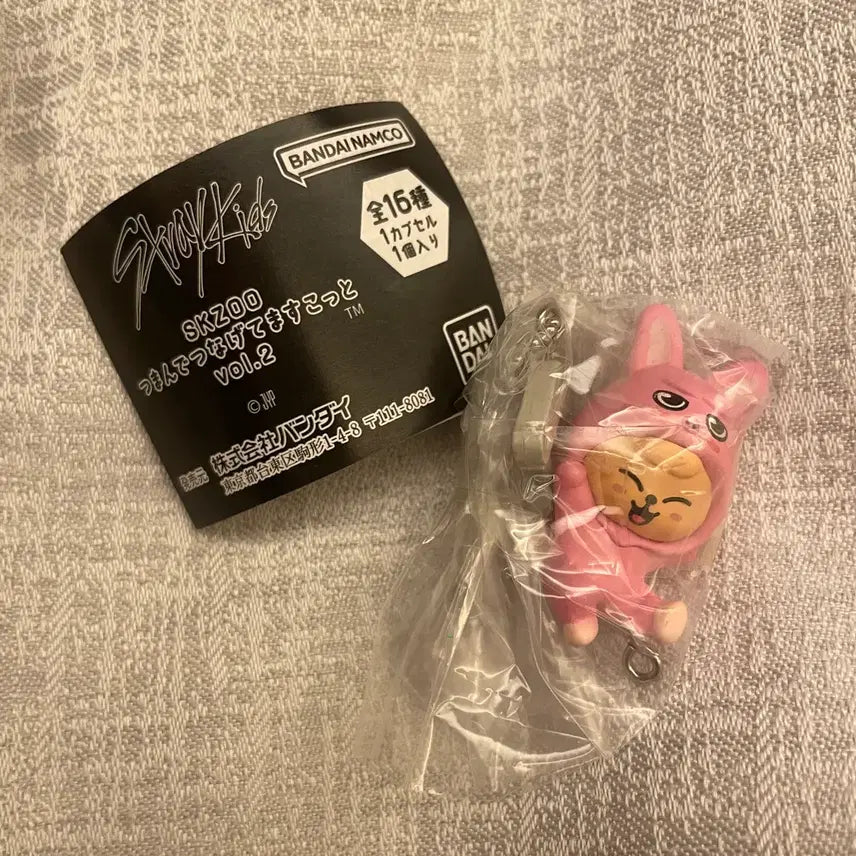 BANDAI NAMCO
Stray Kids
全16種
1カプセル
1個入り
SKZOO
つまんでつなげてますこっと
TM
vol.2
BAN
DAI
© JYP
発売元 株式会社バンダイ
東京都台東区駒形1-4-8 〒111-8081